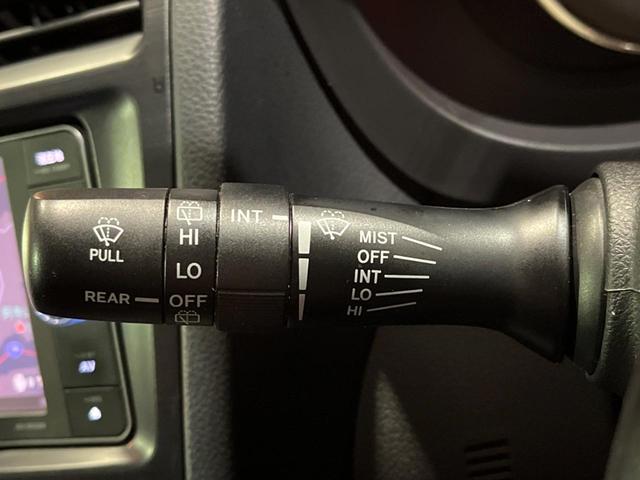 PULL
REAR
HI
LO
OFF
INT
MIST
OFF
INT
LO
HI